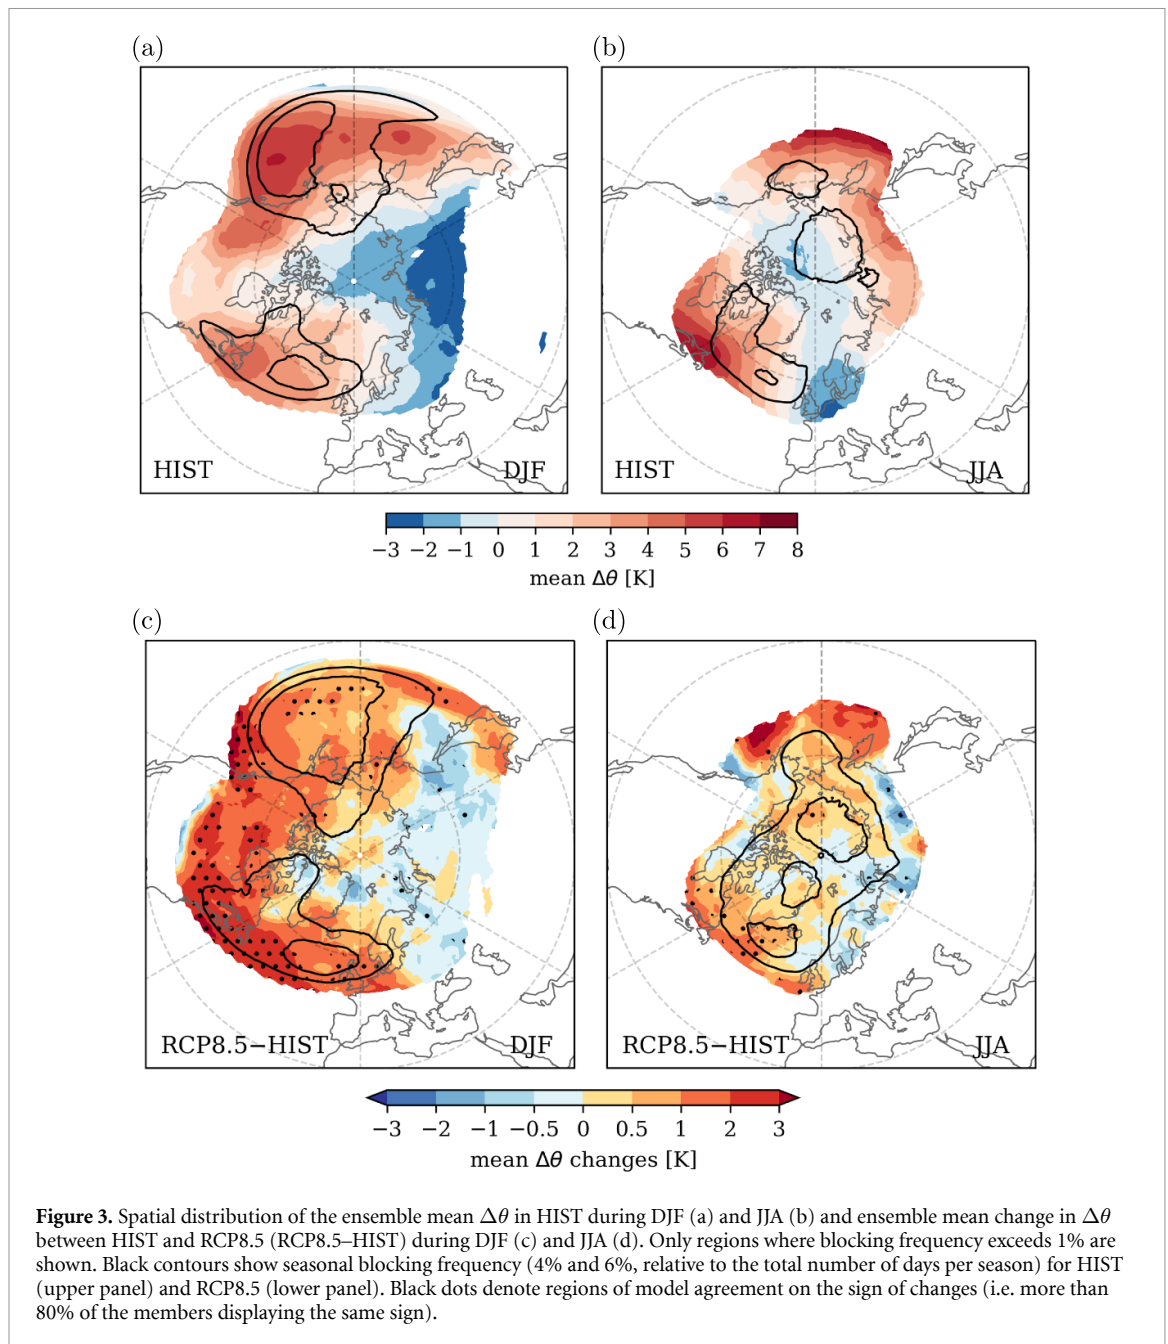 (a)
(b)
HIST
DJF
HIST
JJA
−3 −2 −1 0 1 2 3 4 5 6 7 8
mean Δθ [K]
(c)
(d)
RCP8.5−HIST
DJF
RCP8.5−HIST
JJA
−3 −2 −1 −0.5 0 0.5 1 2 3
mean Δθ changes [K]
Figure 3. Spatial distribution of the ensemble mean Δθ in HIST during DJF (a) and JJA (b) and ensemble mean change in Δθ
between HIST and RCP8.5 (RCP8.5–HIST) during DJF (c) and JJA (d). Only regions where blocking frequency exceeds 1% are
shown. Black contours show seasonal blocking frequency (4% and 6%, relative to the total number of days per season) for HIST
(upper panel) and RCP8.5 (lower panel). Black dots denote regions of model agreement on the sign of changes (i.e. more than
80% of the members displaying the same sign).